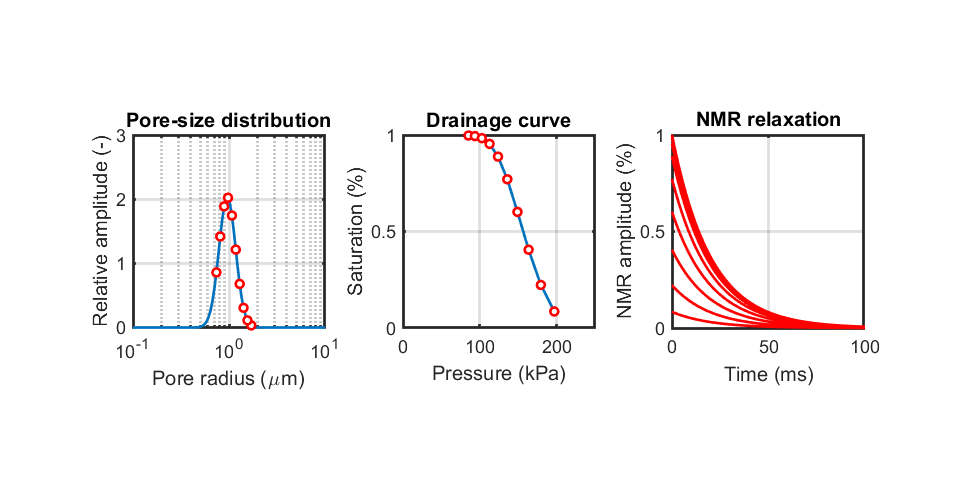 Pore-size distribution
Relative amplitude (-)
3
2
1
0
10^-1
10^0
10^1
Pore radius (μm)
Drainage curve
Saturation (%)
1
0.5
0
0
100
200
Pressure (kPa)
NMR relaxation
NMR amplitude (%)
1
0.5
0
0
50
100
Time (ms)